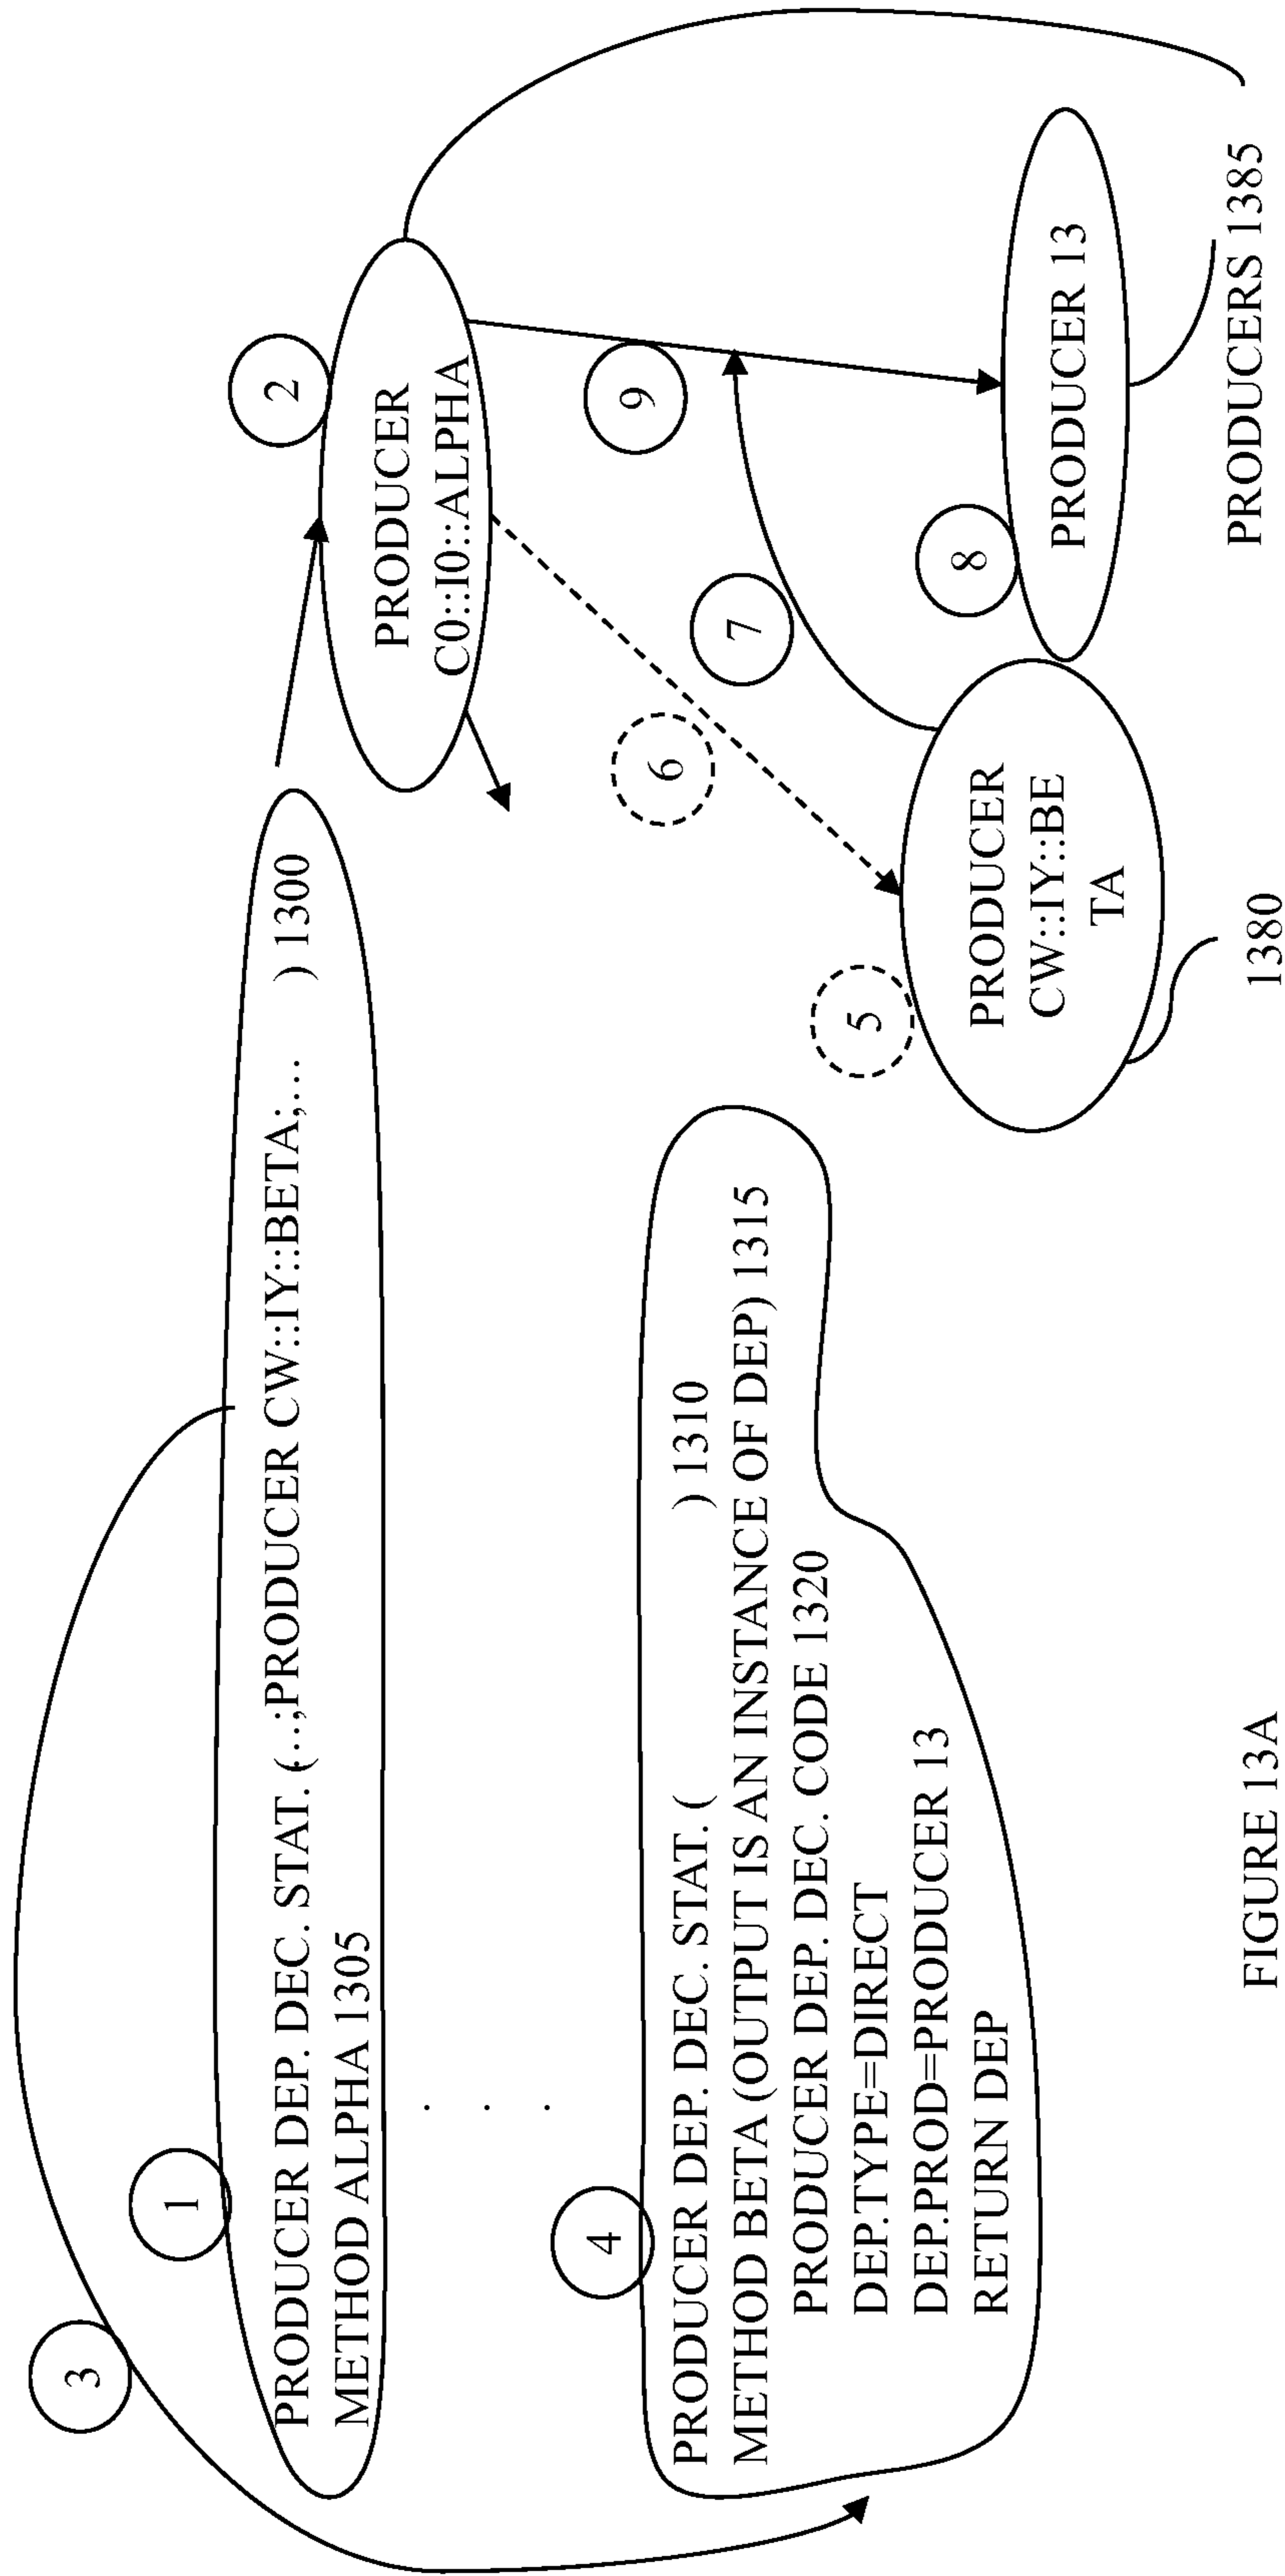 3
1
PRODUCER DEP. DEC. STAT. (...;PRODUCER CW::IY::BETA;... ) 1300
METHOD ALPHA 1305
.
.
.
2
PRODUCER
C0::I0::ALPHA
4
PRODUCER DEP. DEC. STAT. ( ) 1310
METHOD BETA (OUTPUT IS AN INSTANCE OF DEP) 1315
PRODUCER DEP. DEC. CODE 1320
DEP.TYPE=DIRECT
DEP.PROD=PRODUCER 13
RETURN DEP
9
6
7
5
8
PRODUCER
CW::IY::BE
TA
PRODUCER 13
1380
PRODUCERS 1385
FIGURE 13A